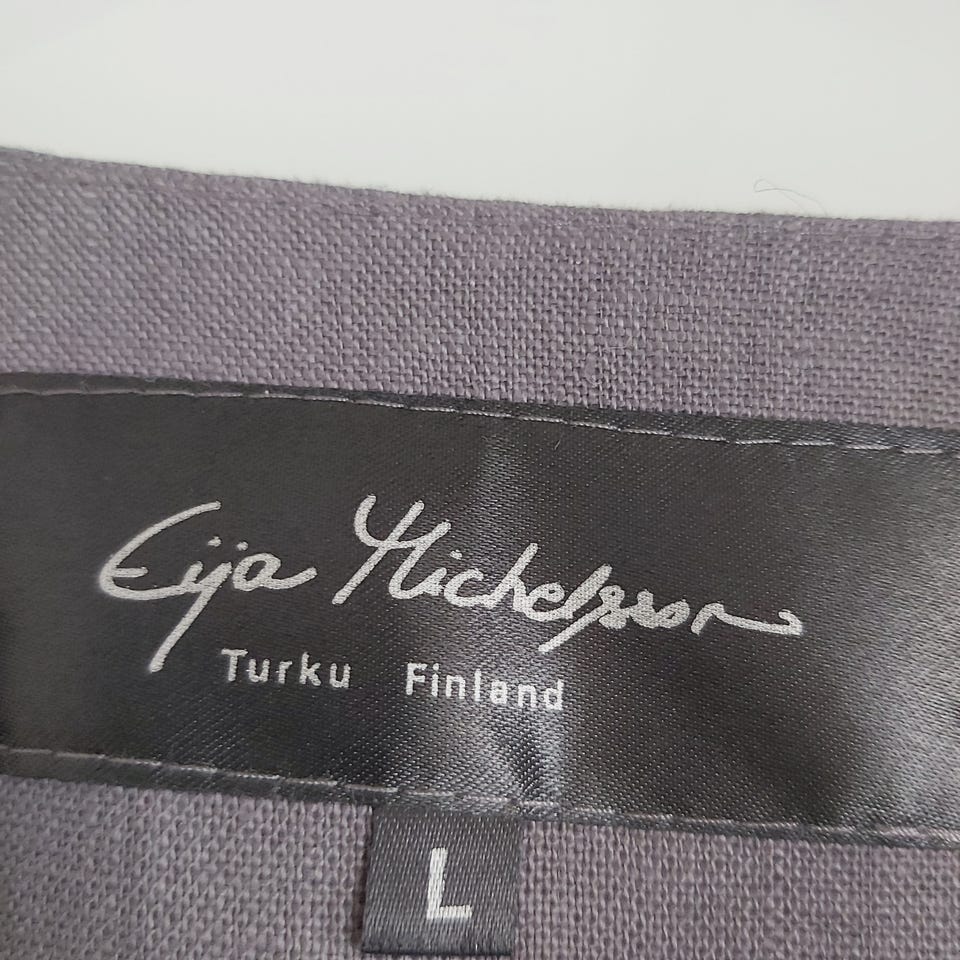 Eija Michelsson
Turku Finland
L